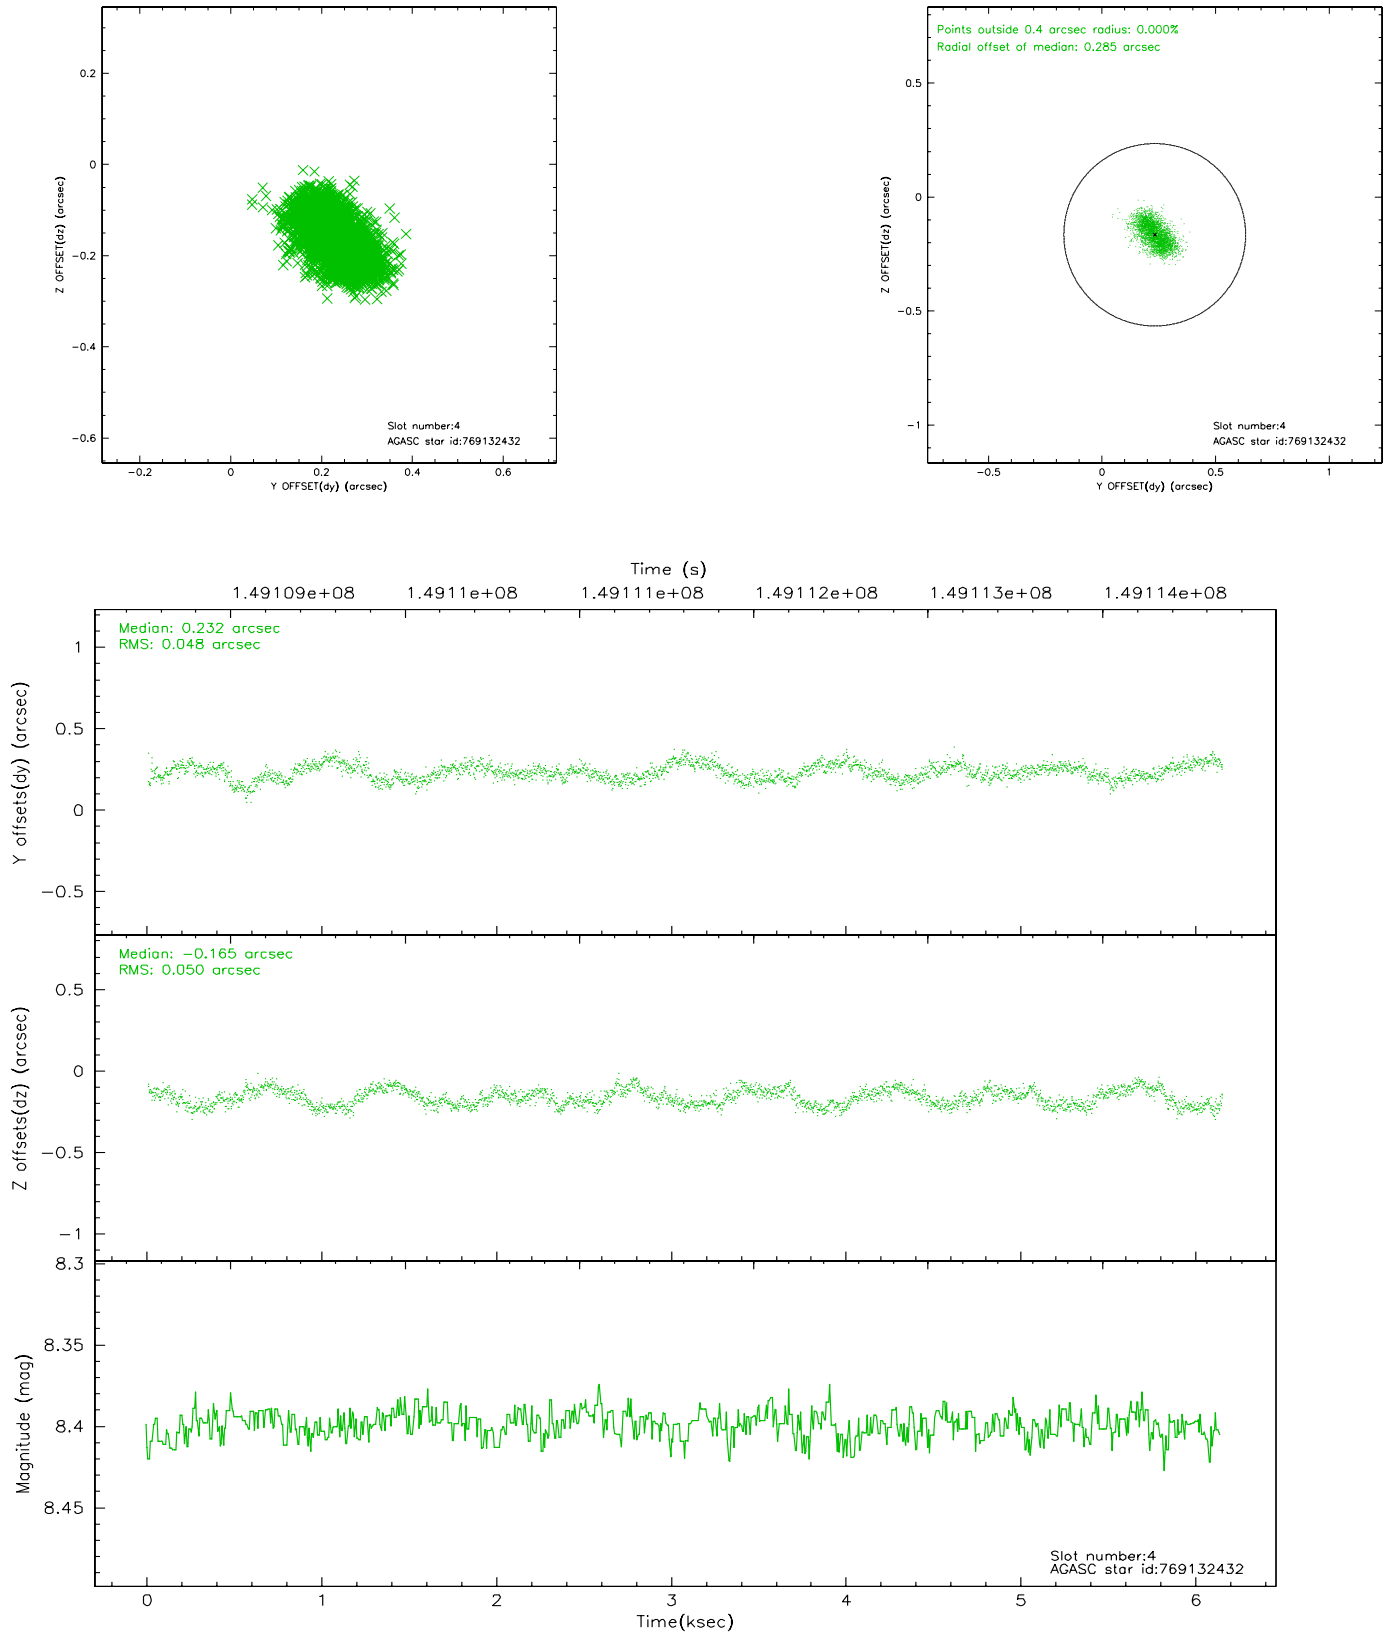 0.2
0
−0.2
−0.4
−0.6
Z OFFSET(dz) (arcsec)
Slot number:4
AGASC star id:769132432
−0.2
0
0.2
0.4
0.6
Y OFFSET(dy) (arcsec)
Points outside 0.4 arcsec radius: 0.000%
Radial offset of median: 0.285 arcsec
0.5
0
−0.5
−1
Z OFFSET(dz) (arcsec)
Slot number:4
AGASC star id:769132432
−0.5
0
0.5
1
Y OFFSET(dy) (arcsec)
Time (s)
1.49109e+08
1.4911e+08
1.49111e+08
1.49112e+08
1.49113e+08
1.49114e+08
Median: 0.232 arcsec
RMS: 0.048 arcsec
1
0.5
0
−0.5
Y offsets(dy) (arcsec)
Median: −0.165 arcsec
RMS: 0.050 arcsec
0.5
0
−0.5
−1
Z offsets(dz) (arcsec)
8.3
8.35
8.4
8.45
Magnitude (mag)
Slot number:4
AGASC star id:769132432
0
1
2
3
4
5
6
Time(ksec)